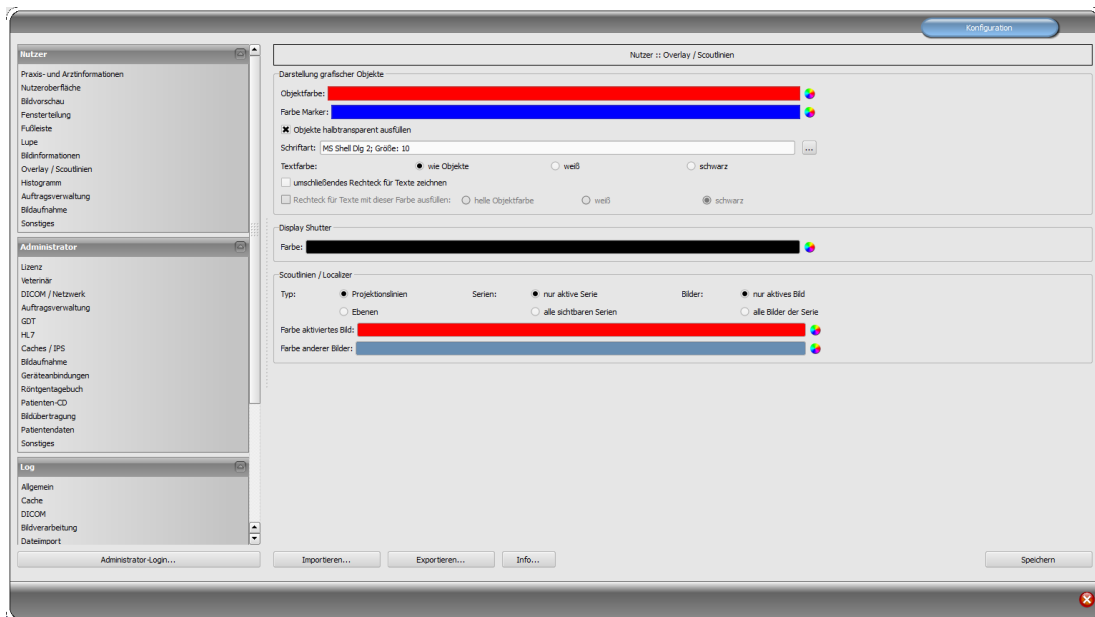 Konfiguration
Nutzer
Praxis- und Arztinformationen
Nutzeroberfläche
Bildvorschau
Fensterteilung
Fußleiste
Lupe
Bildinformationen
Overlay / Scoutlinien
Histogramm
Auftragsverwaltung
Bildaufnahme
Sonstiges
Administrator
Lizenz
Veterinär
DICOM / Netzwerk
Auftragsverwaltung
GDT
HL7
Caches / IPS
Bildaufnahme
Geräteanbindungen
Röntgentagebuch
Patienten-CD
Bildübertragung
Patientendaten
Sonstiges
Log
Allgemein
Cache
DICOM
Bildverarbeitung
Dateiimport
Administrator-Login...
Nutzer :: Overlay / Scoutlinien
Darstellung grafischer Objekte
Objektfarbe:
Farbe Marker:
Objekte halbtransparent ausfüllen
Schriftart: MS Shell Dlg 2; Größe: 10 ...
Textfarbe: wie Objekte weiß schwarz
umschließendes Rechteck für Texte zeichnen
Rechteck für Texte mit dieser Farbe ausfüllen: helle Objektfarbe weiß schwarz
Display Shutter
Farbe:
Scoutlinien / Localizer
Typ: Projektionslinien Serien: nur aktive Serie Bilder: nur aktives Bild
Ebenen alle sichtbaren Serien alle Bilder der Serie
Farbe aktiviertes Bild:
Farbe anderer Bilder:
Importieren... Exportieren... Info... Speichern